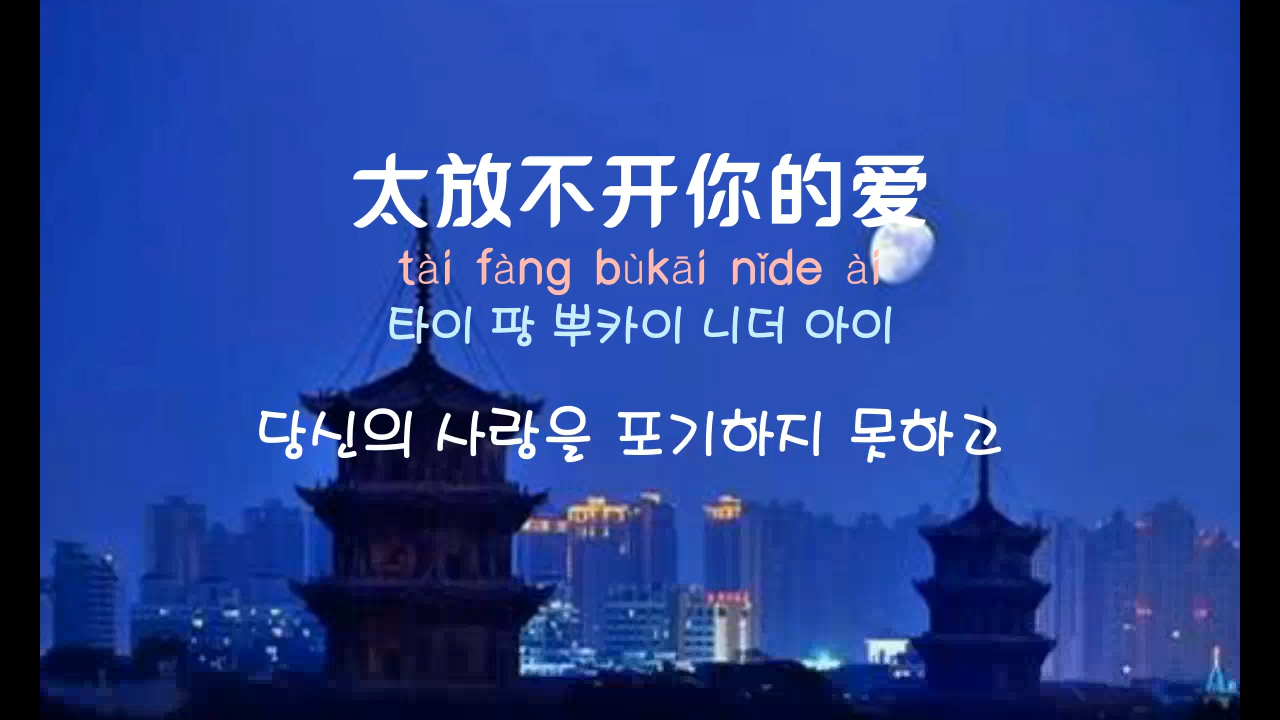 太放不开你的爱
tài fàng bùkāi nǐde ài
타이 팡 뿌카이 니더 아이
당신의 사랑을 포기하지 못하고